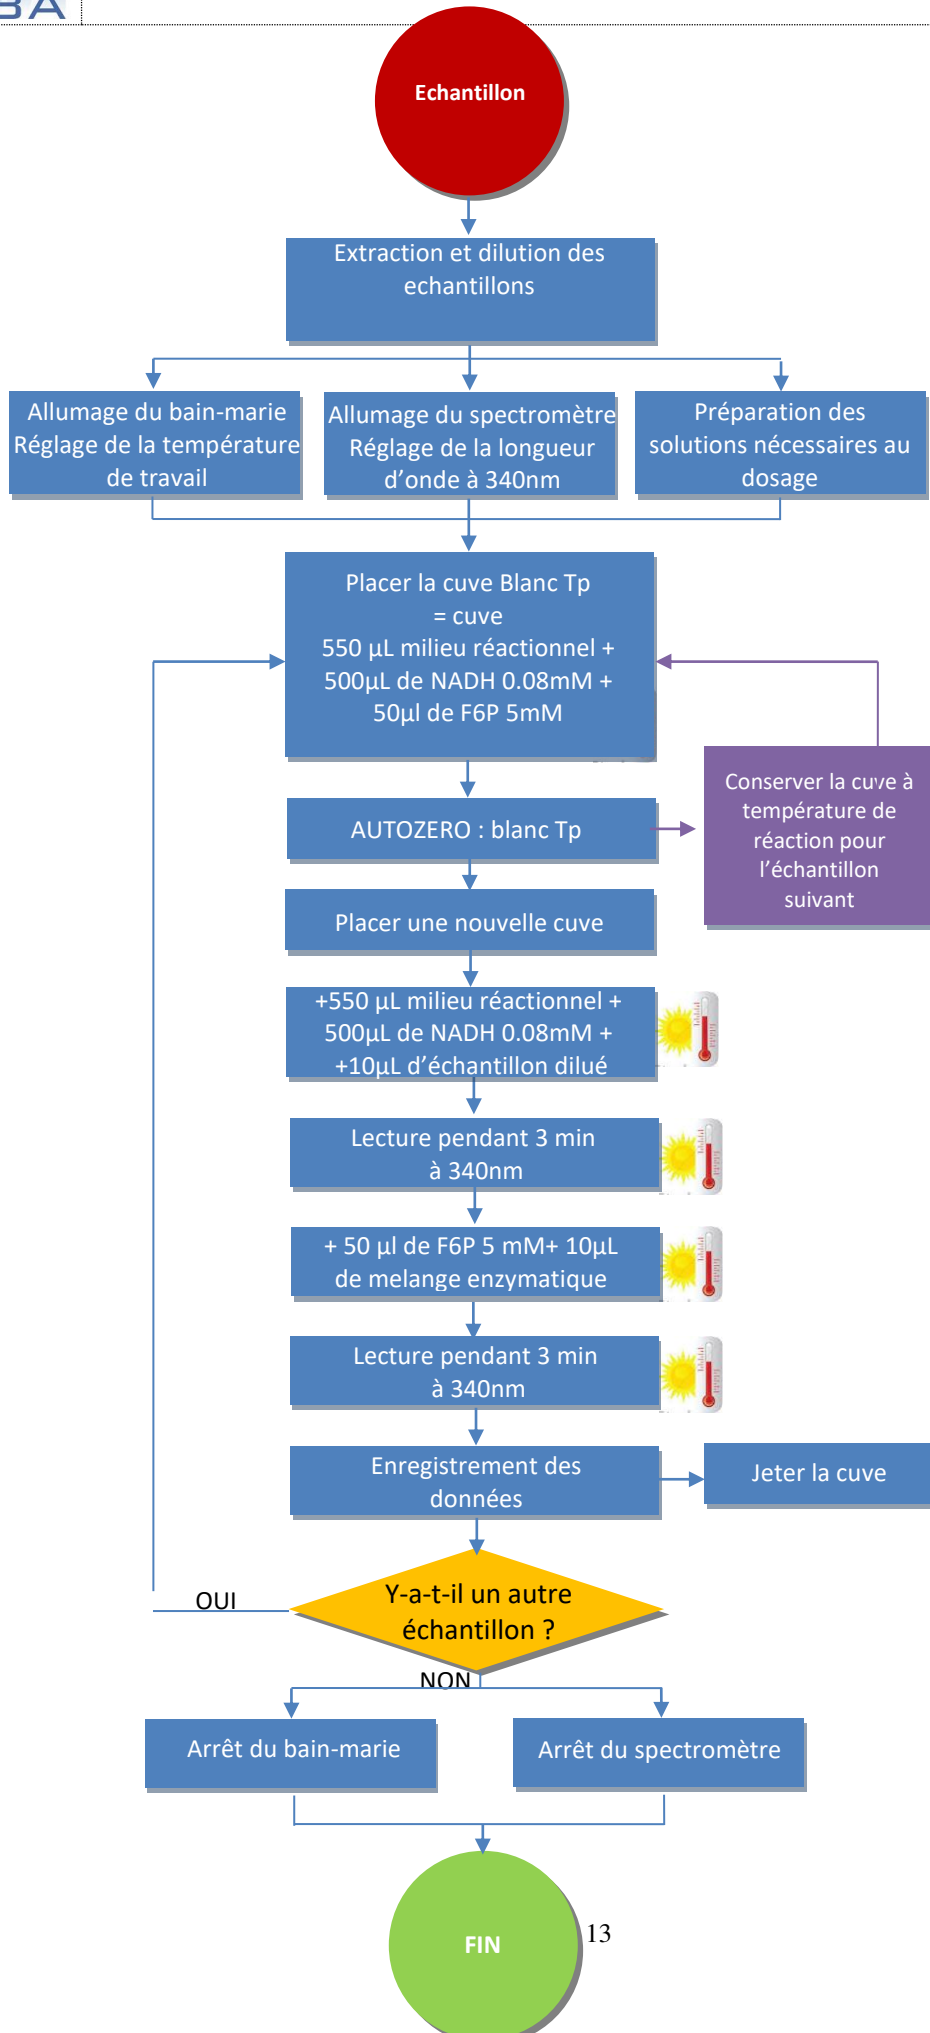 BA
Echantillon
Extraction et dilution des
echantillons
Allumage du bain-marie
Réglage de la température
de travail
Allumage du spectromètre
Réglage de la longueur
d’onde à 340nm
Préparation des
solutions nécessaires au
dosage
Placer la cuve Blanc Tp
= cuve
550 µL milieu réactionnel +
500µL de NADH 0.08mM +
50µl de F6P 5mM
Conserver la cuve à
température de
réaction pour
l’échantillon
suivant
AUTOZERO : blanc Tp
Placer une nouvelle cuve
+550 µL milieu réactionnel +
500µL de NADH 0.08mM +
+10µL d’échantillon dilué
Lecture pendant 3 min
à 340nm
+ 50 µl de F6P 5 mM+ 10µL
de melange enzymatique
Lecture pendant 3 min
à 340nm
Enregistrement des
données
Jeter la cuve
Y-a-t-il un autre
échantillon ?
OUI
NON
Arrêt du bain-marie
Arrêt du spectromètre
FIN
13